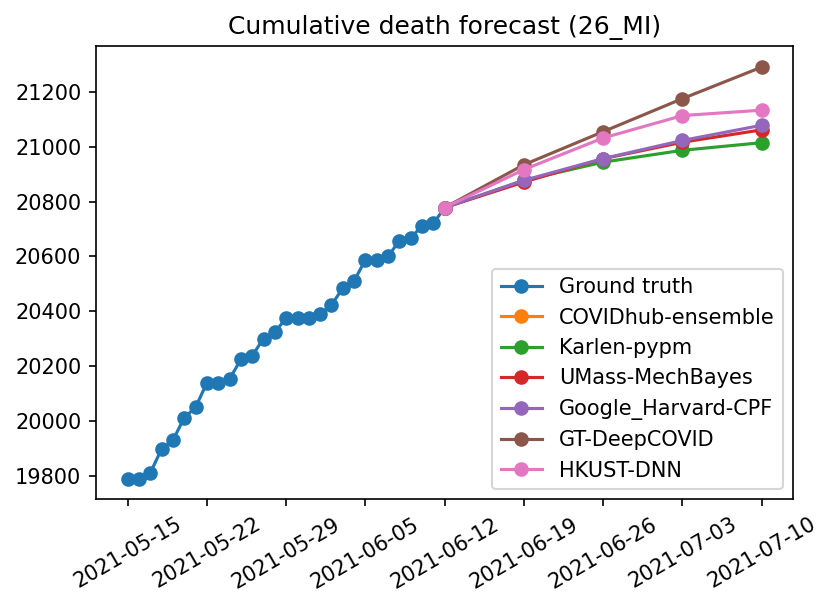 Cumulative death forecast (26_MI)
21200
21000
20800
20600
20400
20200
20000
19800
Ground truth
COVIDhub-ensemble
Karlen-pypm
UMass-MechBayes
Google_Harvard-CPF
GT-DeepCOVID
HKUST-DNN
2021-05-15
2021-05-22
2021-05-29
2021-06-05
2021-06-12
2021-06-19
2021-06-26
2021-07-03
2021-07-10